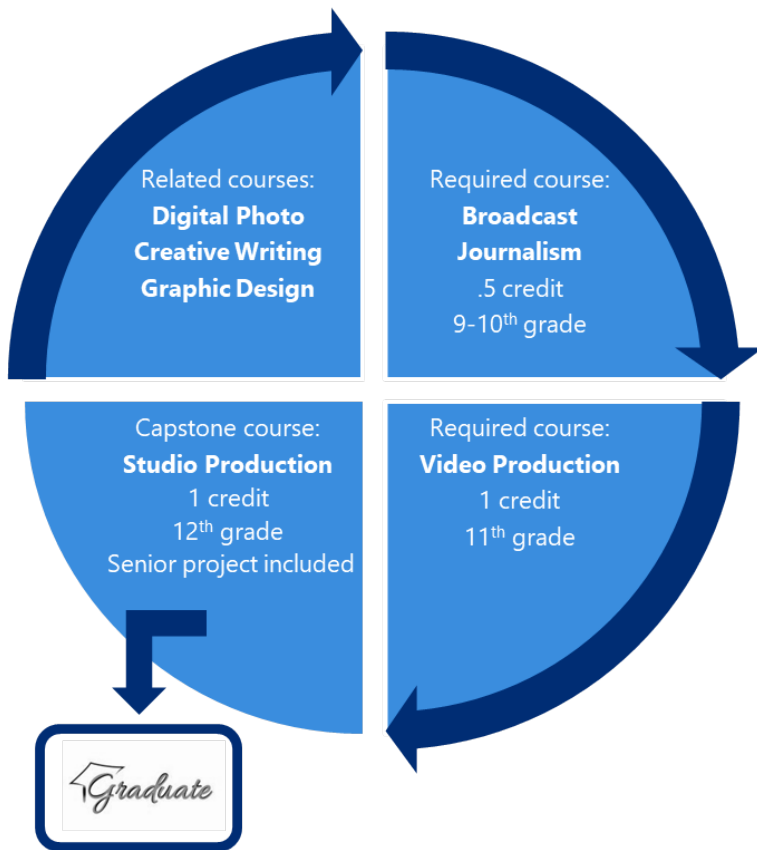 Related courses:
Digital Photo
Creative Writing
Graphic Design
Required course:
Broadcast
Journalism
.5 credit
9-10th grade
Capstone course:
Studio Production
1 credit
12th grade
Senior project included
Required course:
Video Production
1 credit
11th grade
Graduate